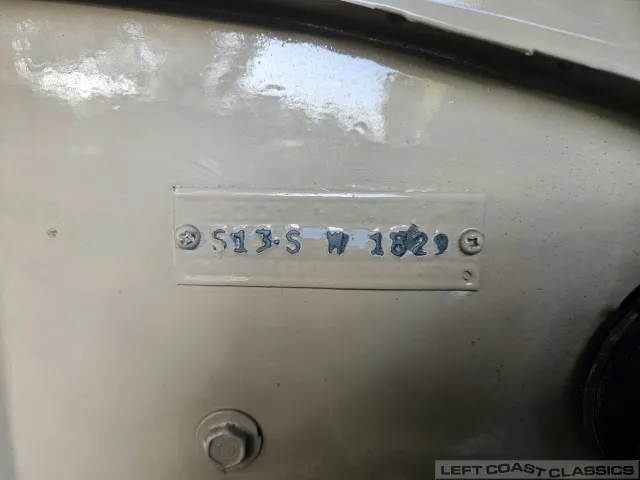 S13-S W 1829
LEFT COAST CLASSICS